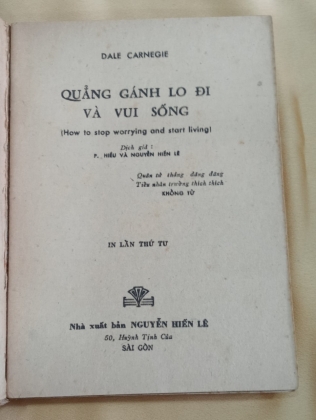 DALE CARNEGIE
QUẲNG GÁNH LO ĐI
VÀ VUI SỐNG
(How to stop worrying and start living)
Dịch giả :
P. HIẾU VÀ NGUYỄN HIẾN LÊ
Quân tử thản đãng đãng
Tiểu nhân trường thích thích
KHỔNG TỬ
IN LẦN THỨ TƯ
Nhà xuất bản NGUYỄN HIẾN LÊ
50, Huỳnh Tịnh Của
SÀI GÒN